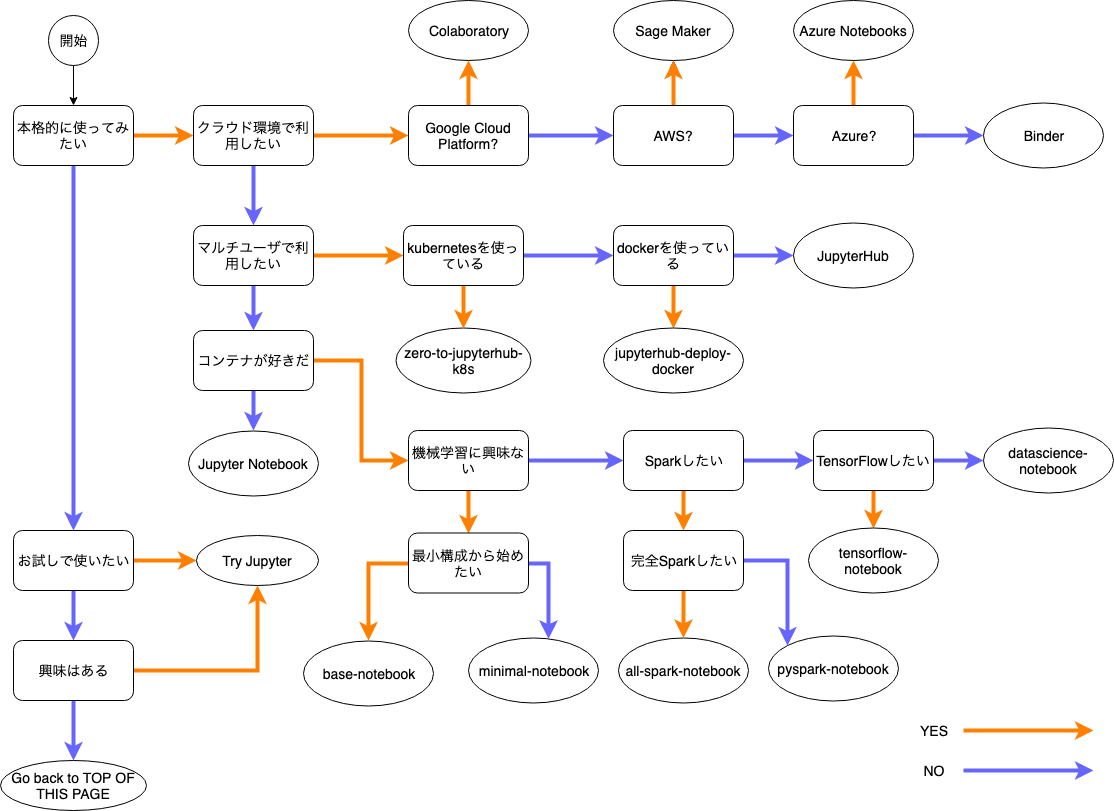 開始
Colaboratory
Sage Maker
Azure Notebooks
本格的に使ってみ
たい
クラウド環境で利
用したい
Google Cloud
Platform?
AWS?
Azure?
Binder
マルチユーザで利
用したい
kubernetesを使っ
ている
dockerを使ってい
る
JupyterHub
コンテナが好きだ
zero-to-jupyterhub-
k8s
jupyterhub-deploy-
docker
Jupyter Notebook
機械学習に興味な
い
Sparkしたい
TensorFlowしたい
datascience-
notebook
お試しで使いたい
Try Jupyter
最小構成から始め
たい
完全Sparkしたい
tensorflow-
notebook
興味はある
base-notebook
minimal-notebook
all-spark-notebook
pyspark-notebook
Go back to TOP OF
THIS PAGE
YES
NO